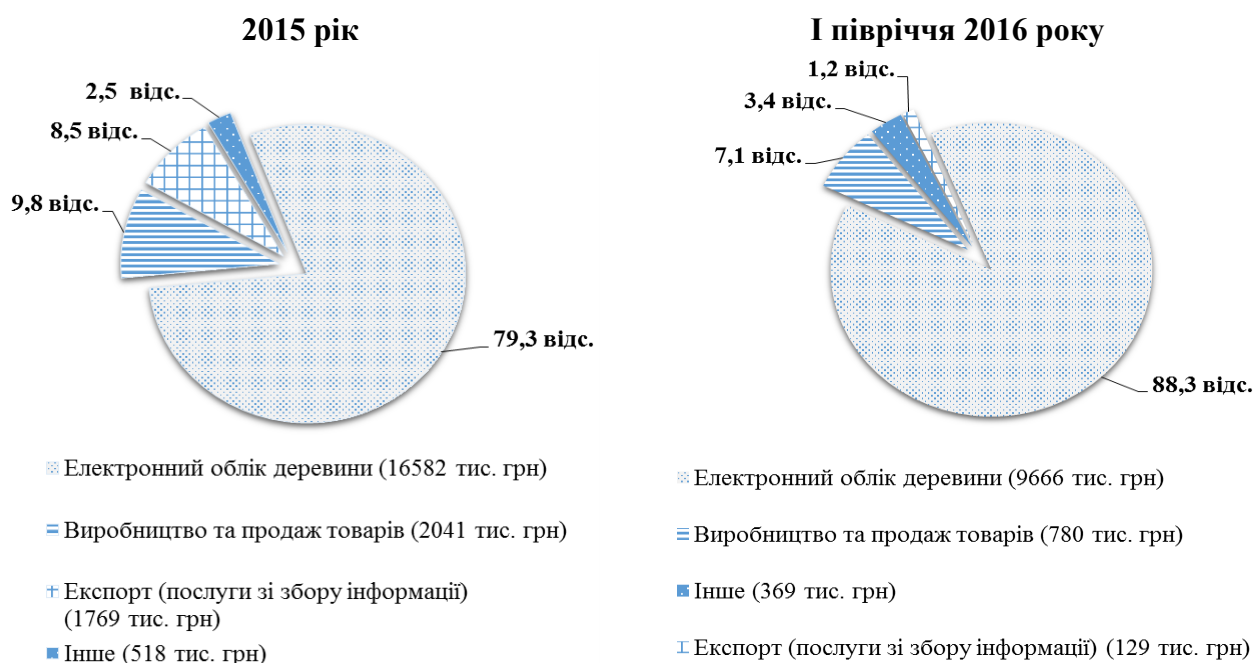 2015 рік
2,5 відс.
8,5 відс.
9,8 відс.
79,3 відс.
Електронний облік деревини (16582 тис. грн)
Виробництво та продаж товарів (2041 тис. грн)
Експорт (послуги зі збору інформації)
(1769 тис. грн)
Інше (518 тис. грн)
І півріччя 2016 року
1,2 відс.
3,4 відс.
7,1 відс.
88,3 відс.
Електронний облік деревини (9666 тис. грн)
Виробництво та продаж товарів (780 тис. грн)
Інше (369 тис. грн)
Експорт (послуги зі збору інформації) (129 тис. грн)